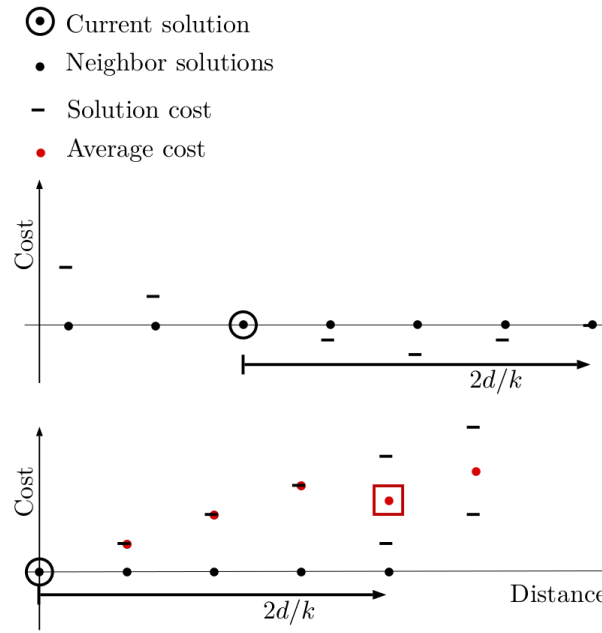 Current solution
Neighbor solutions
Solution cost
Average cost
Cost
2d/k
Cost
Distance
2d/k